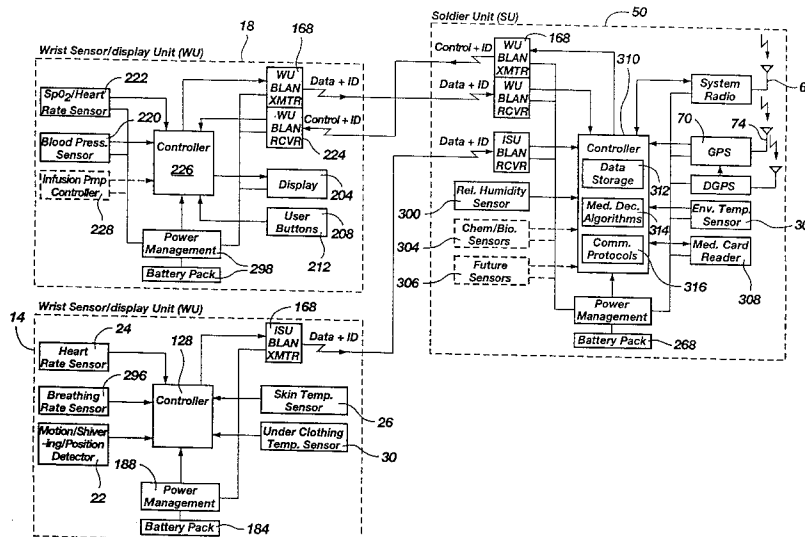 Wrist Sensor/display Unit (WU)
18
168
SpO2/Heart
Rate Sensor
222
220
Blood Press.
Sensor
Infusion Pmp
Controller
228
Controller
226
WU
BLAN
XMTR
WU
BLAN
RCVR
224
Data + ID
Control + ID
Display
204
User
Buttons
208
212
Power
Management
298
Battery Pack
Wrist Sensor/display Unit (WU)
14
24
Heart
Rate Sensor
296
Breathing
Rate Sensor
Motion/Shiver
-ing/Position
Detector
22
128
Controller
168
ISU
BLAN
XMTR
Data + ID
Skin Temp.
Sensor
26
Under Clothing
Temp. Sensor
30
188
Power
Management
Battery Pack
184
Soldier Unit (SU)
50
Control + ID
Data + ID
Data + ID
WU
BLAN
XMTR
WU
BLAN
RCVR
168
310
ISU
BLAN
RCVR
Controller
Data
Storage
312
Med. Dec.
Algorithms
314
Comm.
Protocols
316
300
Rel. Humidity
Sensor
304
Chem/Bio.
Sensors
306
Future
Sensors
System
Radio
6
70
74
GPS
DGPS
Env. Temp.
Sensor
30
Med. Card
Reader
308
Power
Management
Battery Pack
268